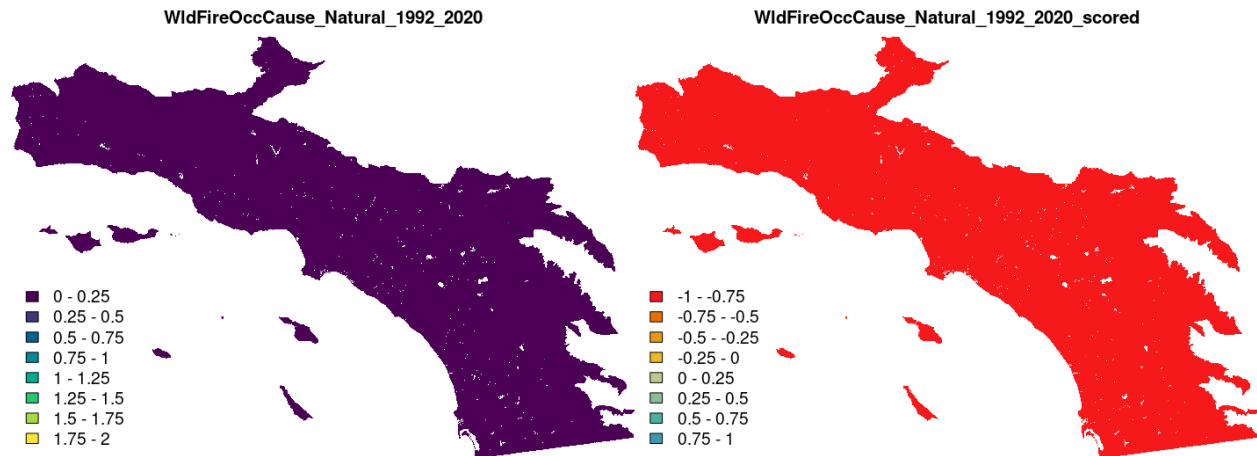 WldFireOccCause_Natural_1992_2020
0 - 0.25
0.25 - 0.5
0.5 - 0.75
0.75 - 1
1 - 1.25
1.25 - 1.5
1.5 - 1.75
1.75 - 2
WldFireOccCause_Natural_1992_2020_scored
-1 - -0.75
-0.75 - -0.5
-0.5 - -0.25
-0.25 - 0
0 - 0.25
0.25 - 0.5
0.5 - 0.75
0.75 - 1